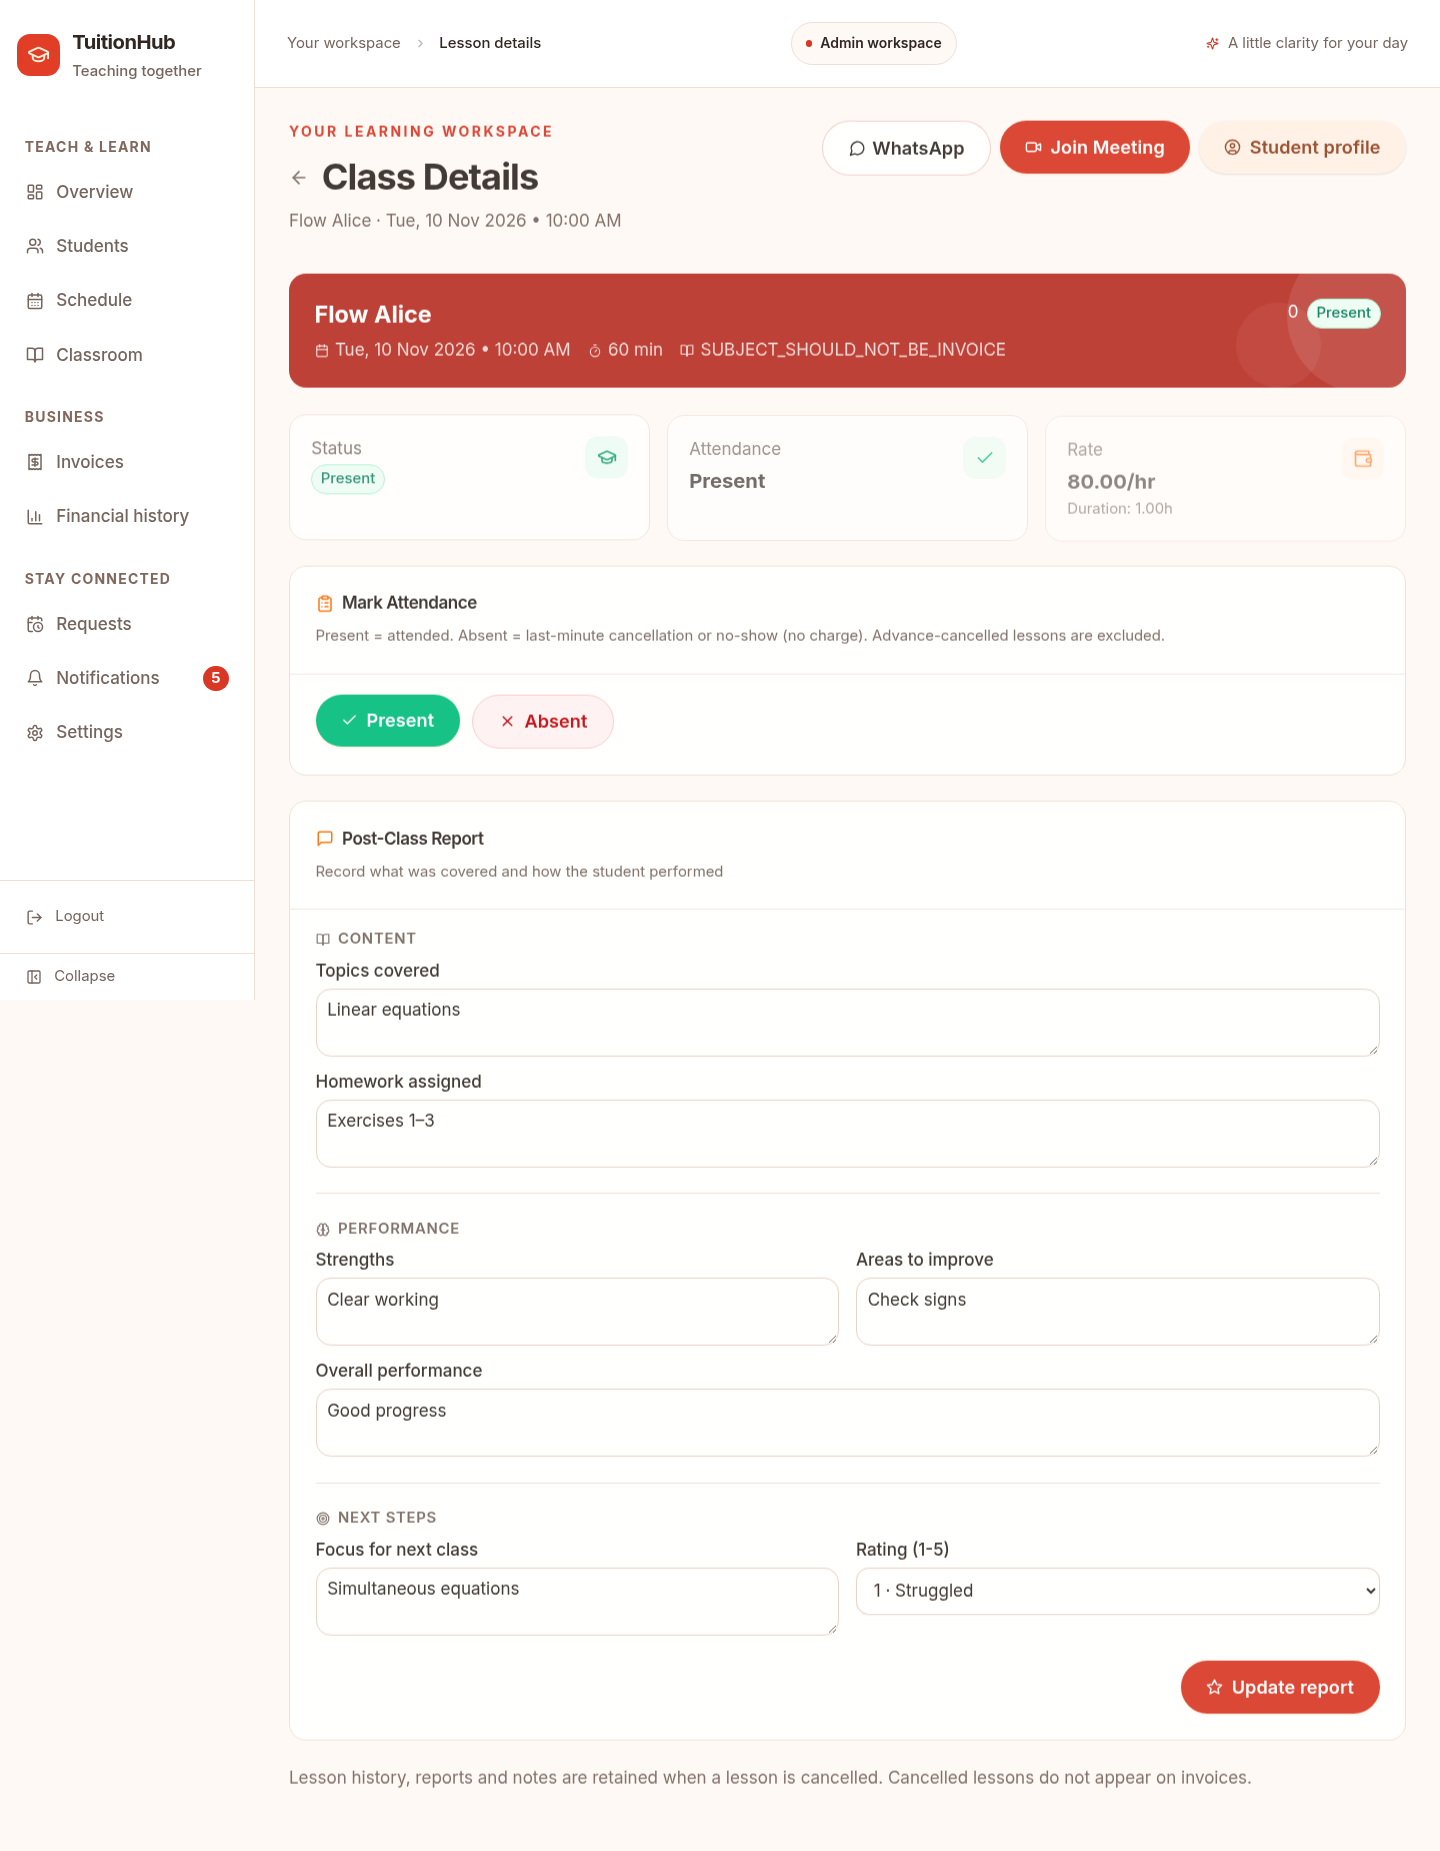 TuitionHub
Teaching together
TEACH & LEARN
Overview
Students
Schedule
Classroom
BUSINESS
Invoices
Financial history
STAY CONNECTED
Requests
Notifications 5
Settings
Logout
Collapse
Your workspace › Lesson details
Admin workspace
A little clarity for your day
YOUR LEARNING WORKSPACE
Class Details
Flow Alice · Tue, 10 Nov 2026 • 10:00 AM
WhatsApp
Join Meeting
Student profile
Flow Alice
Tue, 10 Nov 2026 • 10:00 AM 60 min SUBJECT_SHOULD_NOT_BE_INVOICE
0 Present
Status
Present
Attendance
Present
Rate
80.00/hr
Duration: 1.00h
Mark Attendance
Present = attended. Absent = last-minute cancellation or no-show (no charge). Advance-cancelled lessons are excluded.
Present
Absent
Post-Class Report
Record what was covered and how the student performed
CONTENT
Topics covered
Linear equations
Homework assigned
Exercises 1–3
PERFORMANCE
Strengths
Clear working
Areas to improve
Check signs
Overall performance
Good progress
NEXT STEPS
Focus for next class
Simultaneous equations
Rating (1-5)
1 · Struggled
Update report
Lesson history, reports and notes are retained when a lesson is cancelled. Cancelled lessons do not appear on invoices.